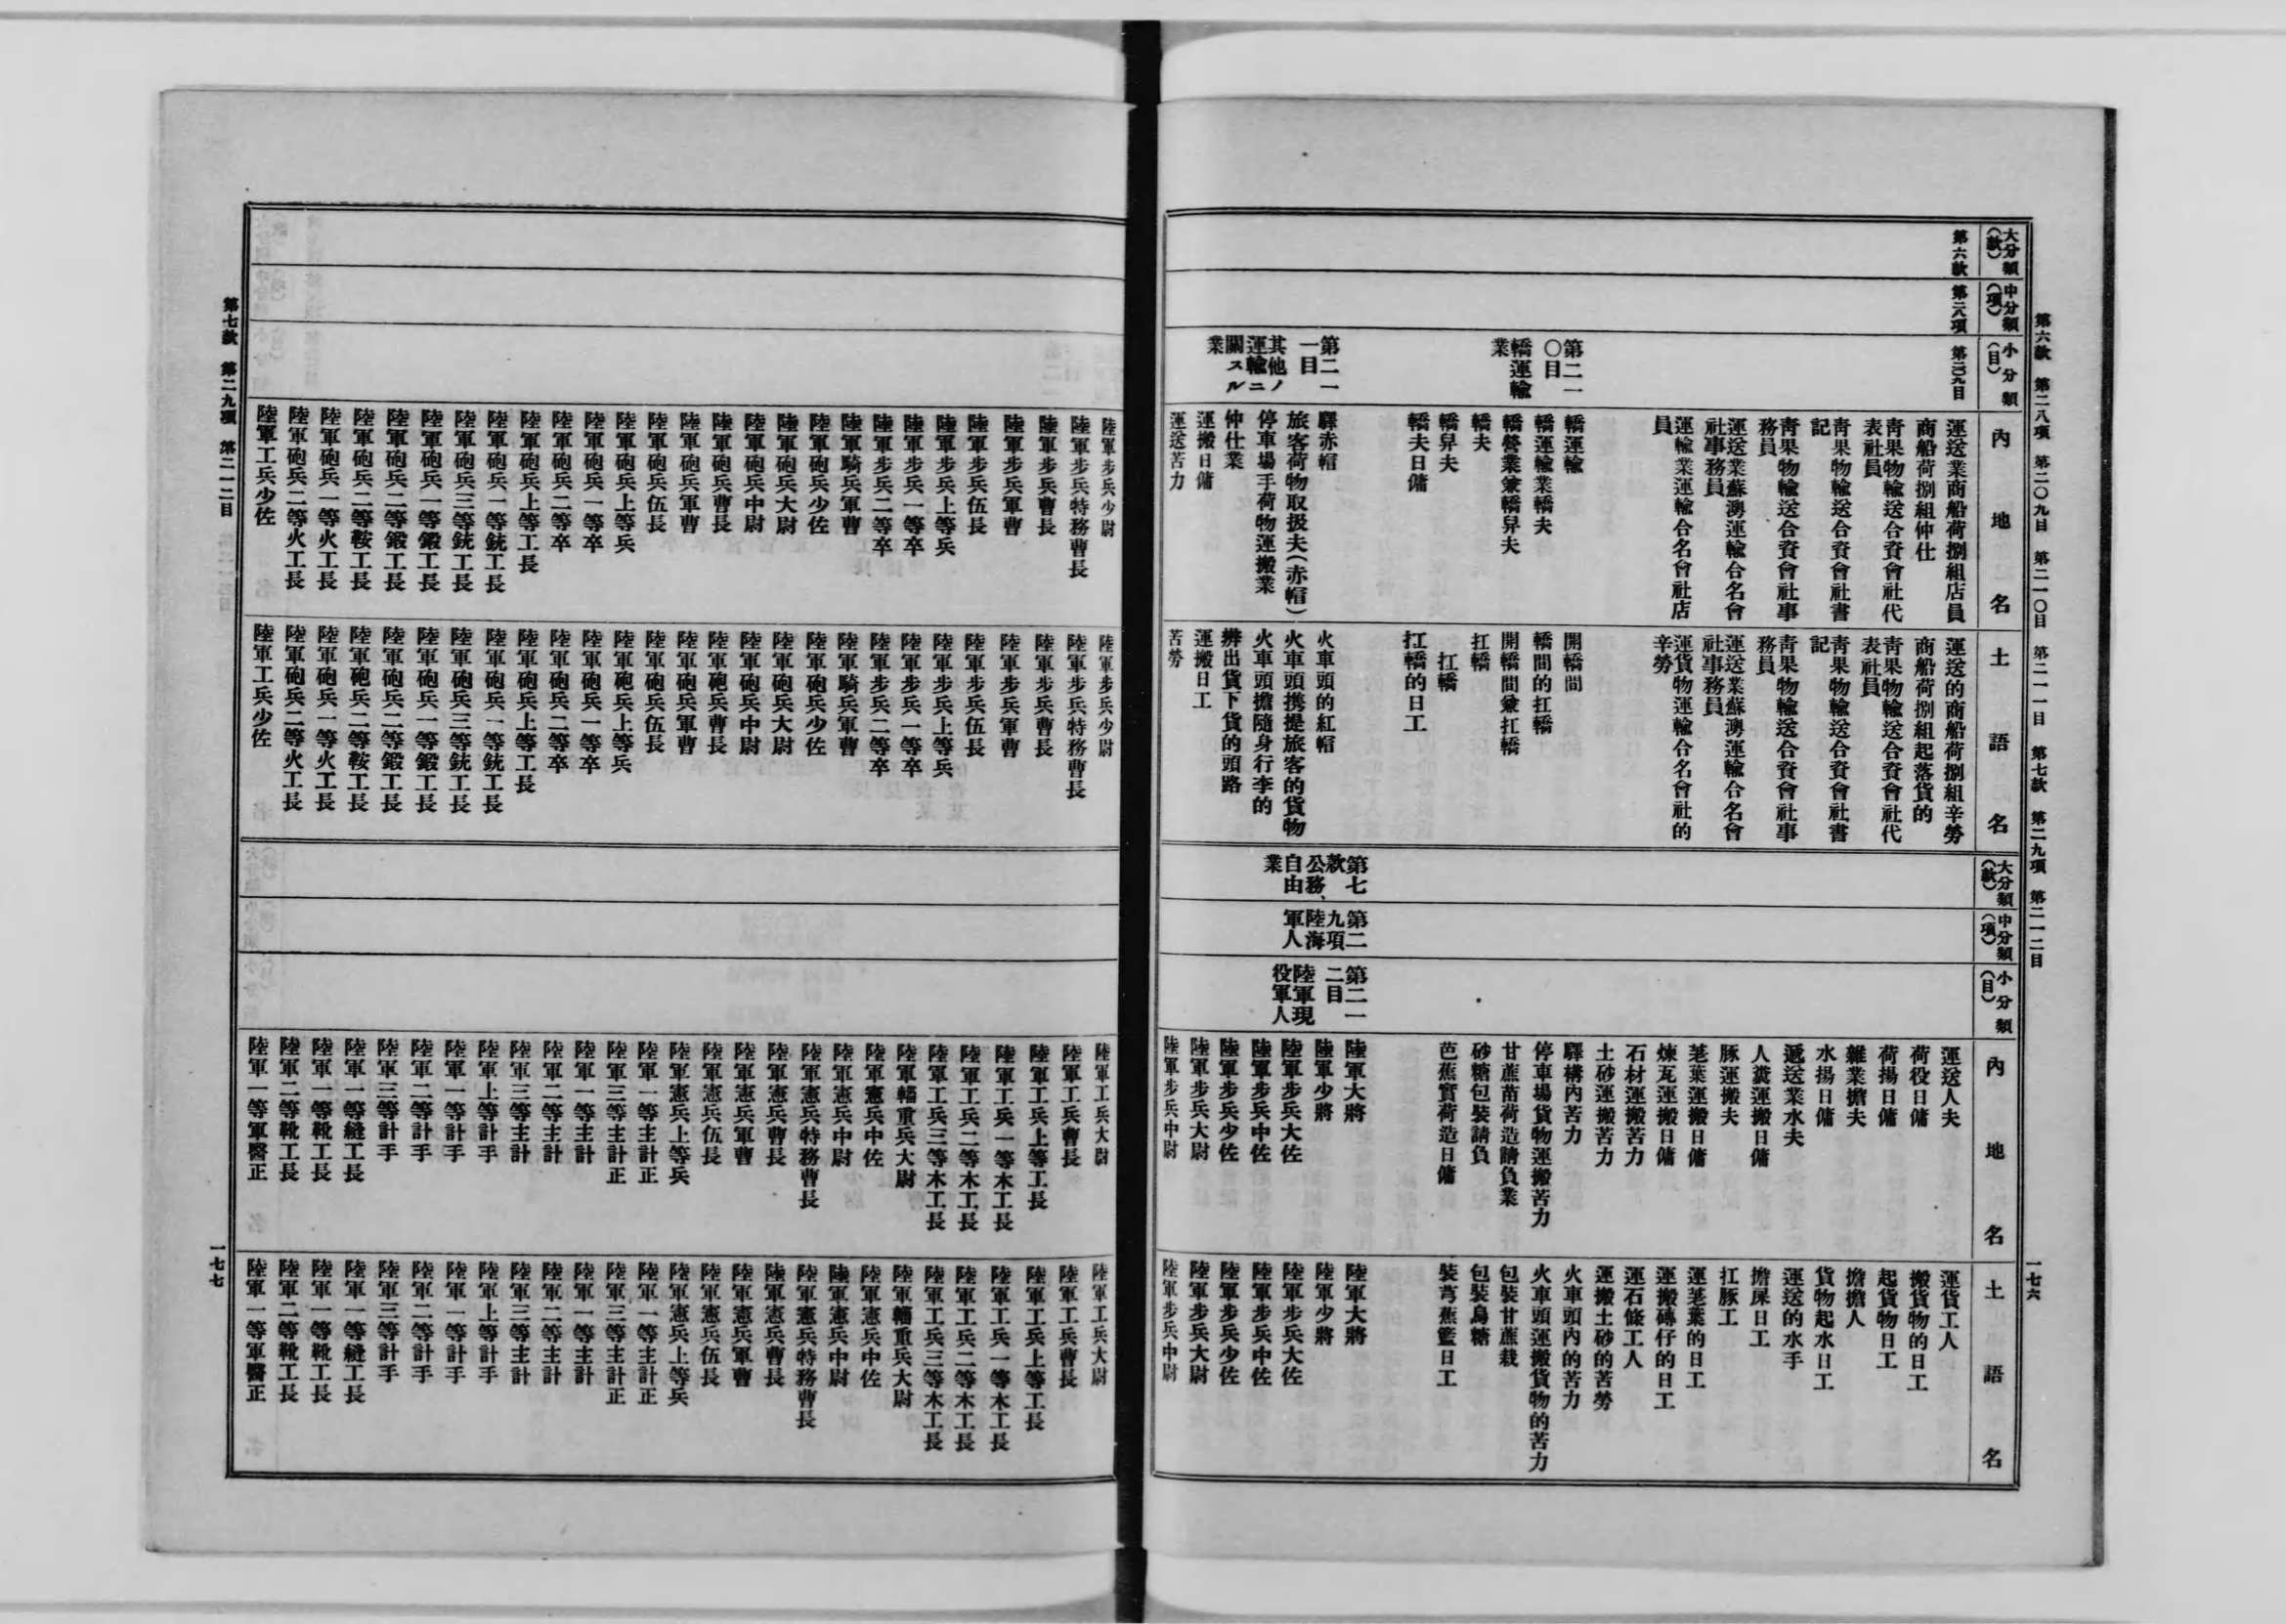 第六款 第二八項 第二〇九目 第二一〇目 第二一一目 第七款 第二九項 第二一二目
一七六
大分類(款)
中分類(項)
小分類(目)
內地名
土語名
第六款
第二八項
第二〇九目
運送業商船荷捌組店員
商船荷捌組仲仕
靑果物輸送合資會社代
表社員
靑果物輸送合資會社書
記
靑果物輸送合資會社事
務員
運送業蘇澳運輸合名會
社事務員
運輸業運輸合名會社店
員
運送的商船荷捌組辛勞
商船荷捌組起落貨的
靑果物輸送合資會社代
表社員
靑果物輸送合資會社書
記
靑果物輸送合資會社事
務員
運送業蘇澳運輸合名會
社事務員
運貨物運輸合名會社的
辛勞
第二一
〇目
轎運輸
業
轎運輸
轎運輸業轎夫
轎營業兼轎舁夫
轎夫
轎舁夫
轎夫日傭
開轎間
轎間的扛轎
開轎間兼扛轎
扛轎
扛轎
扛轎的日工
第二一
一目
其他ノ
運輸ニ
關スル
業
驛赤帽
旅客荷物取扱夫(赤帽)
停車場手荷物運搬業
仲仕業
運搬日傭
運送苦力
火車頭的紅帽
火車頭携提旅客的貨物
火車頭擔隨身行李的
辨出貨下貨的頭路
運搬日工
苦勞
大分類(款)
中分類(項)
小分類(目)
內地名
土語名
運送人夫
荷役日傭
荷揚日傭
雜業擔夫
水揚日傭
遞送業水夫
人糞運搬日傭
豚運搬夫
荖葉運搬日傭
煉瓦運搬日傭
石材運搬苦力
土砂運搬苦力
驛構內苦力
停車場貨物運搬苦力
甘蔗苗荷造請負業
砂糖包裝請負
芭蕉實荷造日傭
運貨工人
搬貨物的日工
起貨物日工
擔擔人
貨物起水日工
運送的水手
擔屎日工
扛豚工
運荖葉的日工
運搬磚仔的日工
運石條工人
運搬土砂的苦勞
火車頭內的苦力
火車頭運搬貨物的苦力
包裝甘蔗栽
包裝烏糖
裝芎蕉籃日工
第七
款
公務、
自由
業
第二
九項
陸海
軍人
第二一
二目
陸軍現
役軍人
陸軍大將
陸軍少將
陸軍步兵大佐
陸軍步兵中佐
陸軍步兵少佐
陸軍步兵大尉
陸軍步兵中尉
陸軍大將
陸軍少將
陸軍步兵大佐
陸軍步兵中佐
陸軍步兵少佐
陸軍步兵大尉
陸軍步兵中尉
陸軍步兵少尉
陸軍步兵特務曹長
陸軍步兵曹長
陸軍步兵軍曹
陸軍步兵伍長
陸軍步兵上等兵
陸軍步兵一等卒
陸軍步兵二等卒
陸軍騎兵軍曹
陸軍砲兵少佐
陸軍砲兵大尉
陸軍砲兵中尉
陸軍砲兵曹長
陸軍砲兵軍曹
陸軍砲兵伍長
陸軍砲兵上等兵
陸軍砲兵一等卒
陸軍砲兵二等卒
陸軍砲兵上等工長
陸軍砲兵一等銃工長
陸軍砲兵三等銃工長
陸軍砲兵一等鍛工長
陸軍砲兵二等鍛工長
陸軍砲兵二等鞍工長
陸軍砲兵一等火工長
陸軍砲兵二等火工長
陸軍工兵少佐
陸軍步兵少尉
陸軍步兵特務曹長
陸軍步兵曹長
陸軍步兵軍曹
陸軍步兵伍長
陸軍步兵上等兵
陸軍步兵一等卒
陸軍步兵二等卒
陸軍騎兵軍曹
陸軍砲兵少佐
陸軍砲兵大尉
陸軍砲兵中尉
陸軍砲兵曹長
陸軍砲兵軍曹
陸軍砲兵伍長
陸軍砲兵上等兵
陸軍砲兵一等卒
陸軍砲兵二等卒
陸軍砲兵上等工長
陸軍砲兵一等銃工長
陸軍砲兵三等銃工長
陸軍砲兵一等鍛工長
陸軍砲兵二等鍛工長
陸軍砲兵二等鞍工長
陸軍砲兵一等火工長
陸軍砲兵二等火工長
陸軍工兵少佐
陸軍工兵大尉
陸軍工兵曹長
陸軍工兵上等工長
陸軍工兵一等木工長
陸軍工兵二等木工長
陸軍工兵三等木工長
陸軍輜重兵大尉
陸軍憲兵中佐
陸軍憲兵中尉
陸軍憲兵特務曹長
陸軍憲兵曹長
陸軍憲兵軍曹
陸軍憲兵伍長
陸軍憲兵上等兵
陸軍一等主計正
陸軍三等主計正
陸軍一等主計
陸軍二等主計
陸軍三等主計
陸軍上等計手
陸軍一等計手
陸軍二等計手
陸軍三等計手
陸軍一等縫工長
陸軍一等靴工長
陸軍二等靴工長
陸軍一等軍醫正
陸軍工兵大尉
陸軍工兵曹長
陸軍工兵上等工長
陸軍工兵一等木工長
陸軍工兵二等木工長
陸軍工兵三等木工長
陸軍輜重兵大尉
陸軍憲兵中佐
陸軍憲兵中尉
陸軍憲兵特務曹長
陸軍憲兵曹長
陸軍憲兵軍曹
陸軍憲兵伍長
陸軍憲兵上等兵
陸軍一等主計正
陸軍三等主計正
陸軍一等主計
陸軍二等主計
陸軍三等主計
陸軍上等計手
陸軍一等計手
陸軍二等計手
陸軍三等計手
陸軍一等縫工長
陸軍一等靴工長
陸軍二等靴工長
陸軍一等軍醫正
第七款 第二九項 第二一二目
一七七